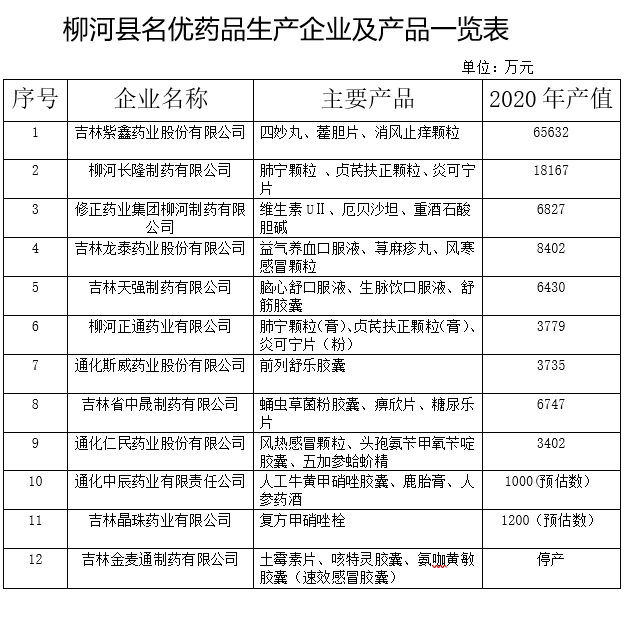 柳河县名优药品生产企业及产品一览表
单位：万元
序号 企业名称 主要产品 2020年产值
1 吉林紫鑫药业股份有限公司 四妙丸、藿胆片、消风止痒颗粒 65632
2 柳河长隆制药有限公司 肺宁颗粒 、贞芪扶正颗粒、炎可宁 18167
片
3 修正药业集团柳河制药有限 维生素UⅡ、厄贝沙坦、重酒石酸 6827
公司 胆碱
4 吉林龙泰药业股份有限公司 益气养血口服液、荨麻疹丸、风寒 8402
感冒颗粒
5 吉林天强制药有限公司 脑心舒口服液、生脉饮口服液、舒 6430
筋胶囊
6 柳河正通药业有限公司 肺宁颗粒(膏)、贞芪扶正颗粒(膏)、 3779
炎可宁片（粉）
7 通化斯威药业股份有限公司 前列舒乐胶囊 3735
8 吉林省中晟制药有限公司 蛹虫草菌粉胶囊、痹欣片、糖尿乐 6747
片
9 通化仁民药业股份有限公司 风热感冒颗粒、头孢氨苄甲氧苄啶 3402
胶囊、五加参蛤蚧精
10 通化中辰药业有限责任公司 人工牛黄甲硝唑胶囊、鹿胎膏、人 1000(预估数）
参药酒
11 吉林晶珠药业有限公司 复方甲硝唑栓 1200（预估数）
12 吉林金麦通制药有限公司 土霉素片、咳特灵胶囊、氨咖黄敏 停产
胶囊（速效感冒胶囊）